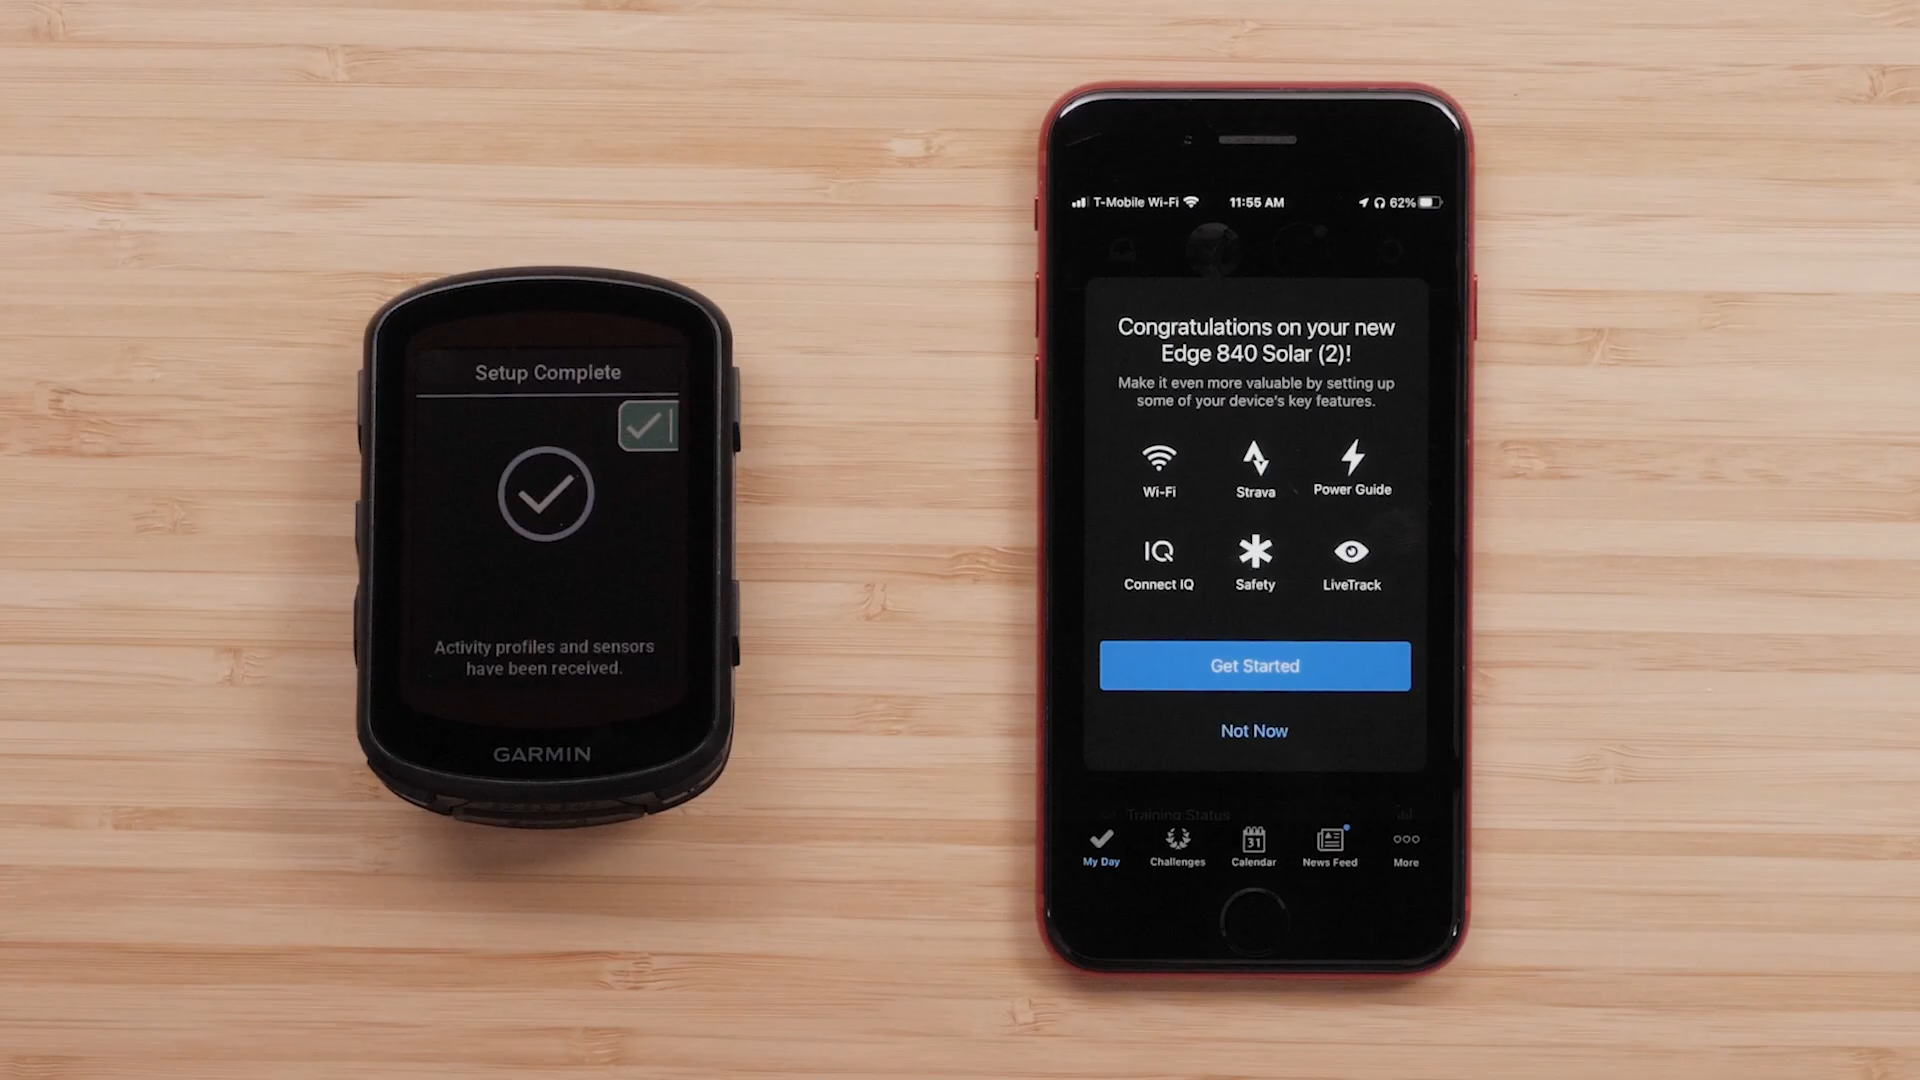 Setup Complete
Activity profiles and sensors
have been received.
GARMIN
T-Mobile Wi-Fi
11:55 AM
62%
Congratulations on your new
Edge 840 Solar (2)!
Make it even more valuable by setting up
some of your device's key features.
Wi-Fi
Strava
Power Guide
IQ
Connect IQ
Safety
LiveTrack
Get Started
Not Now
Training Status
31
My Day
Challenges
Calendar
News Feed
More